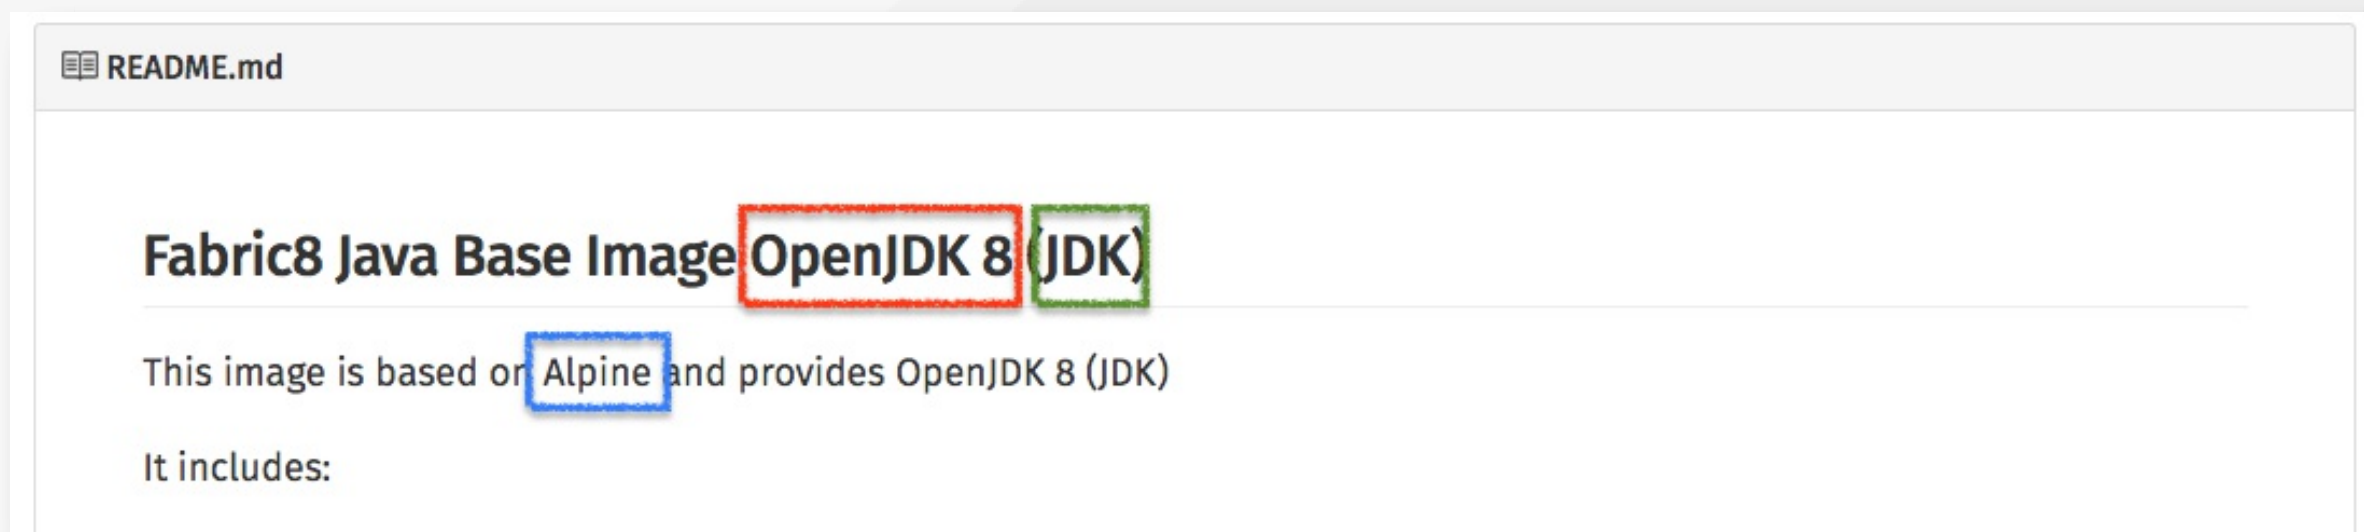 README.md
Fabric8 Java Base Image OpenJDK 8 (JDK)
This image is based on Alpine and provides OpenJDK 8 (JDK)
It includes: